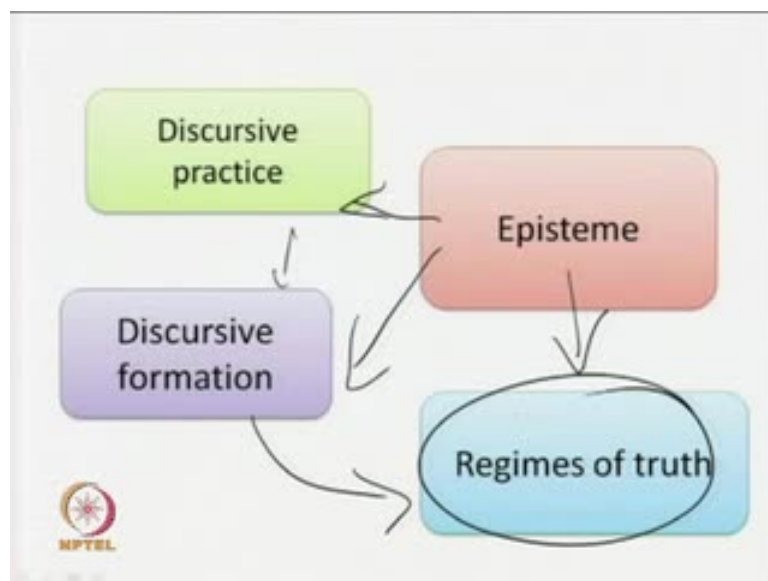 Discursive
practice
Episteme
Discursive
formation
Regimes of truth
NPTEL